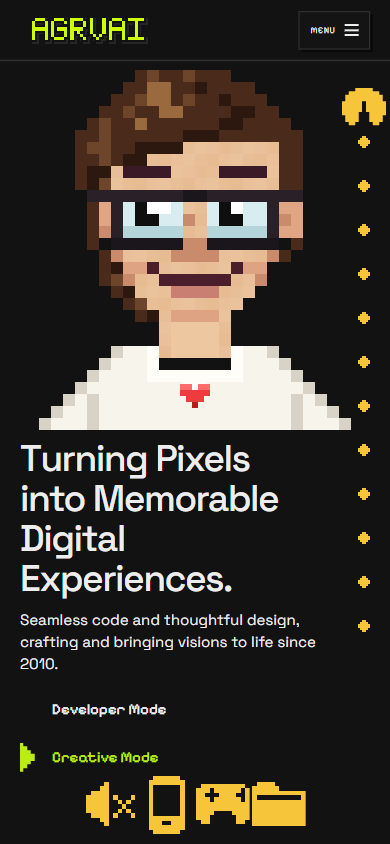 AGRVAI
MENU
Turning Pixels
into Memorable
Digital
Experiences.
Seamless code and thoughtful design,
crafting and bringing visions to life since
2010.
Developer Mode
Creative Mode